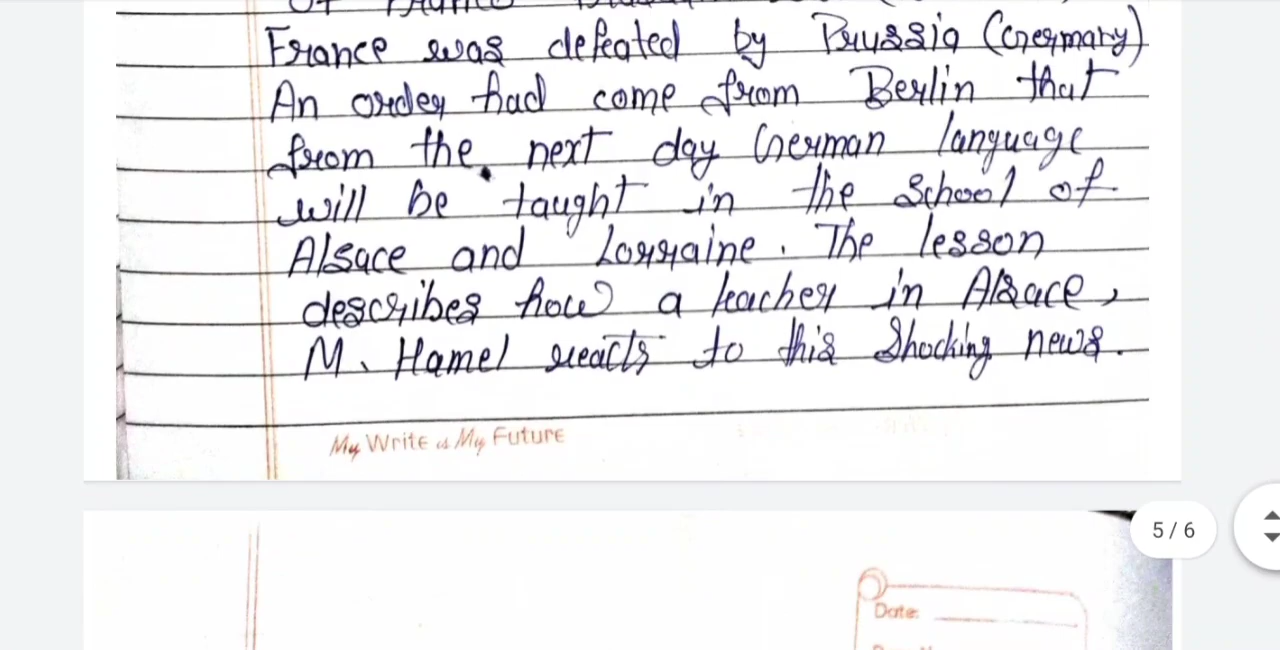 France was defeated by Prussia (Germany)
An order had come from Berlin that
from the next day German language
will be taught in the School of
Alsace and Lorraine. The lesson
describes how a teacher in Alsace,
M. Hamel reacts to this Shocking news.
My Write is My Future
5 / 6
Date: